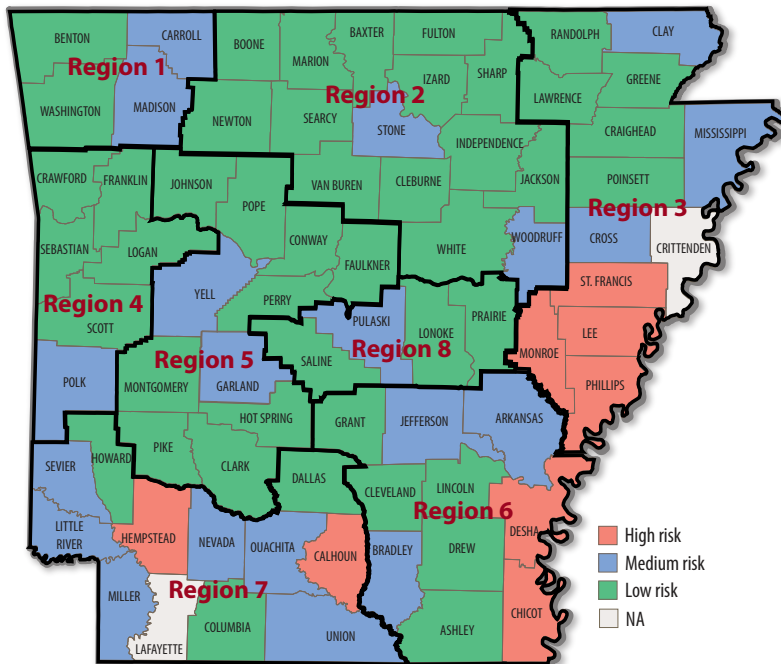 BENTON
CARROLL
BOONE
MARION
BAXTER
FULTON
IZARD
SHARP
RANDOLPH
CLAY
Region 1
WASHINGTON
MADISON
Region 2
NEWTON
SEARCY
STONE
INDEPENDENCE
LAWRENCE
GREENE
CRAIGHEAD
MISSISSIPPI
POINSETT
Region 3
CROSS
CRITTENDEN
CRAWFORD
FRANKLIN
JOHNSON
POPE
VAN BUREN
CLEBURNE
JACKSON
WHITE
WOODRUFF
SEBASTIAN
LOGAN
CONWAY
FAULKNER
Region 4
SCOTT
YELL
PERRY
PULASKI
LONOKE
PRAIRIE
ST. FRANCIS
LEE
MONROE
PHILLIPS
POLK
Region 5
MONTGOMERY
GARLAND
SALINE
Region 8
HOT SPRING
GRANT
JEFFERSON
ARKANSAS
SEVIER
HOWARD
PIKE
CLARK
DALLAS
CLEVELAND
LINCOLN
Region 6
DESHA
LITTLE
RIVER
HEMPSTEAD
NEVADA
OUACHITA
CALHOUN
BRADLEY
DREW
Region 7
MILLER
LAFAYETTE
COLUMBIA
UNION
ASHLEY
CHICOT
High risk
Medium risk
Low risk
NA